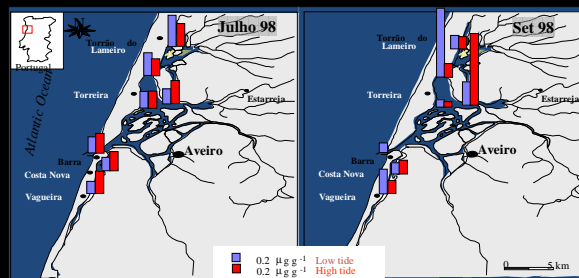 N
Julho 98
Torrão do
Lameiro
Portugal
Atlantic Ocean
Torreira
Estarreja
Aveiro
Barra
Costa Nova
Vagueira
Set 98
Torrão do
Lameiro
Torreira
Estarreja
Aveiro
Barra
Costa Nova
Vagueira
0.2 µg g⁻¹ Low tide
0.2 µg g⁻¹ High tide
0 5 km